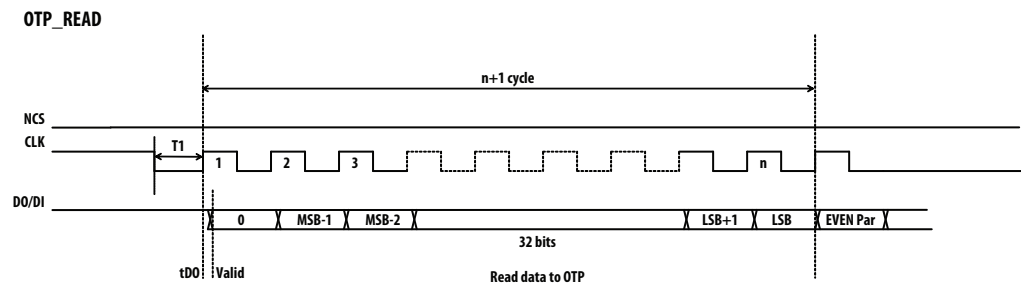 OTP_READ
n+1 cycle
NCS
CLK
T1
1 2 3 n
DO/DI
0 MSB-1 MSB-2 LSB+1 LSB EVEN Par
32 bits
tDO Valid Read data to OTP